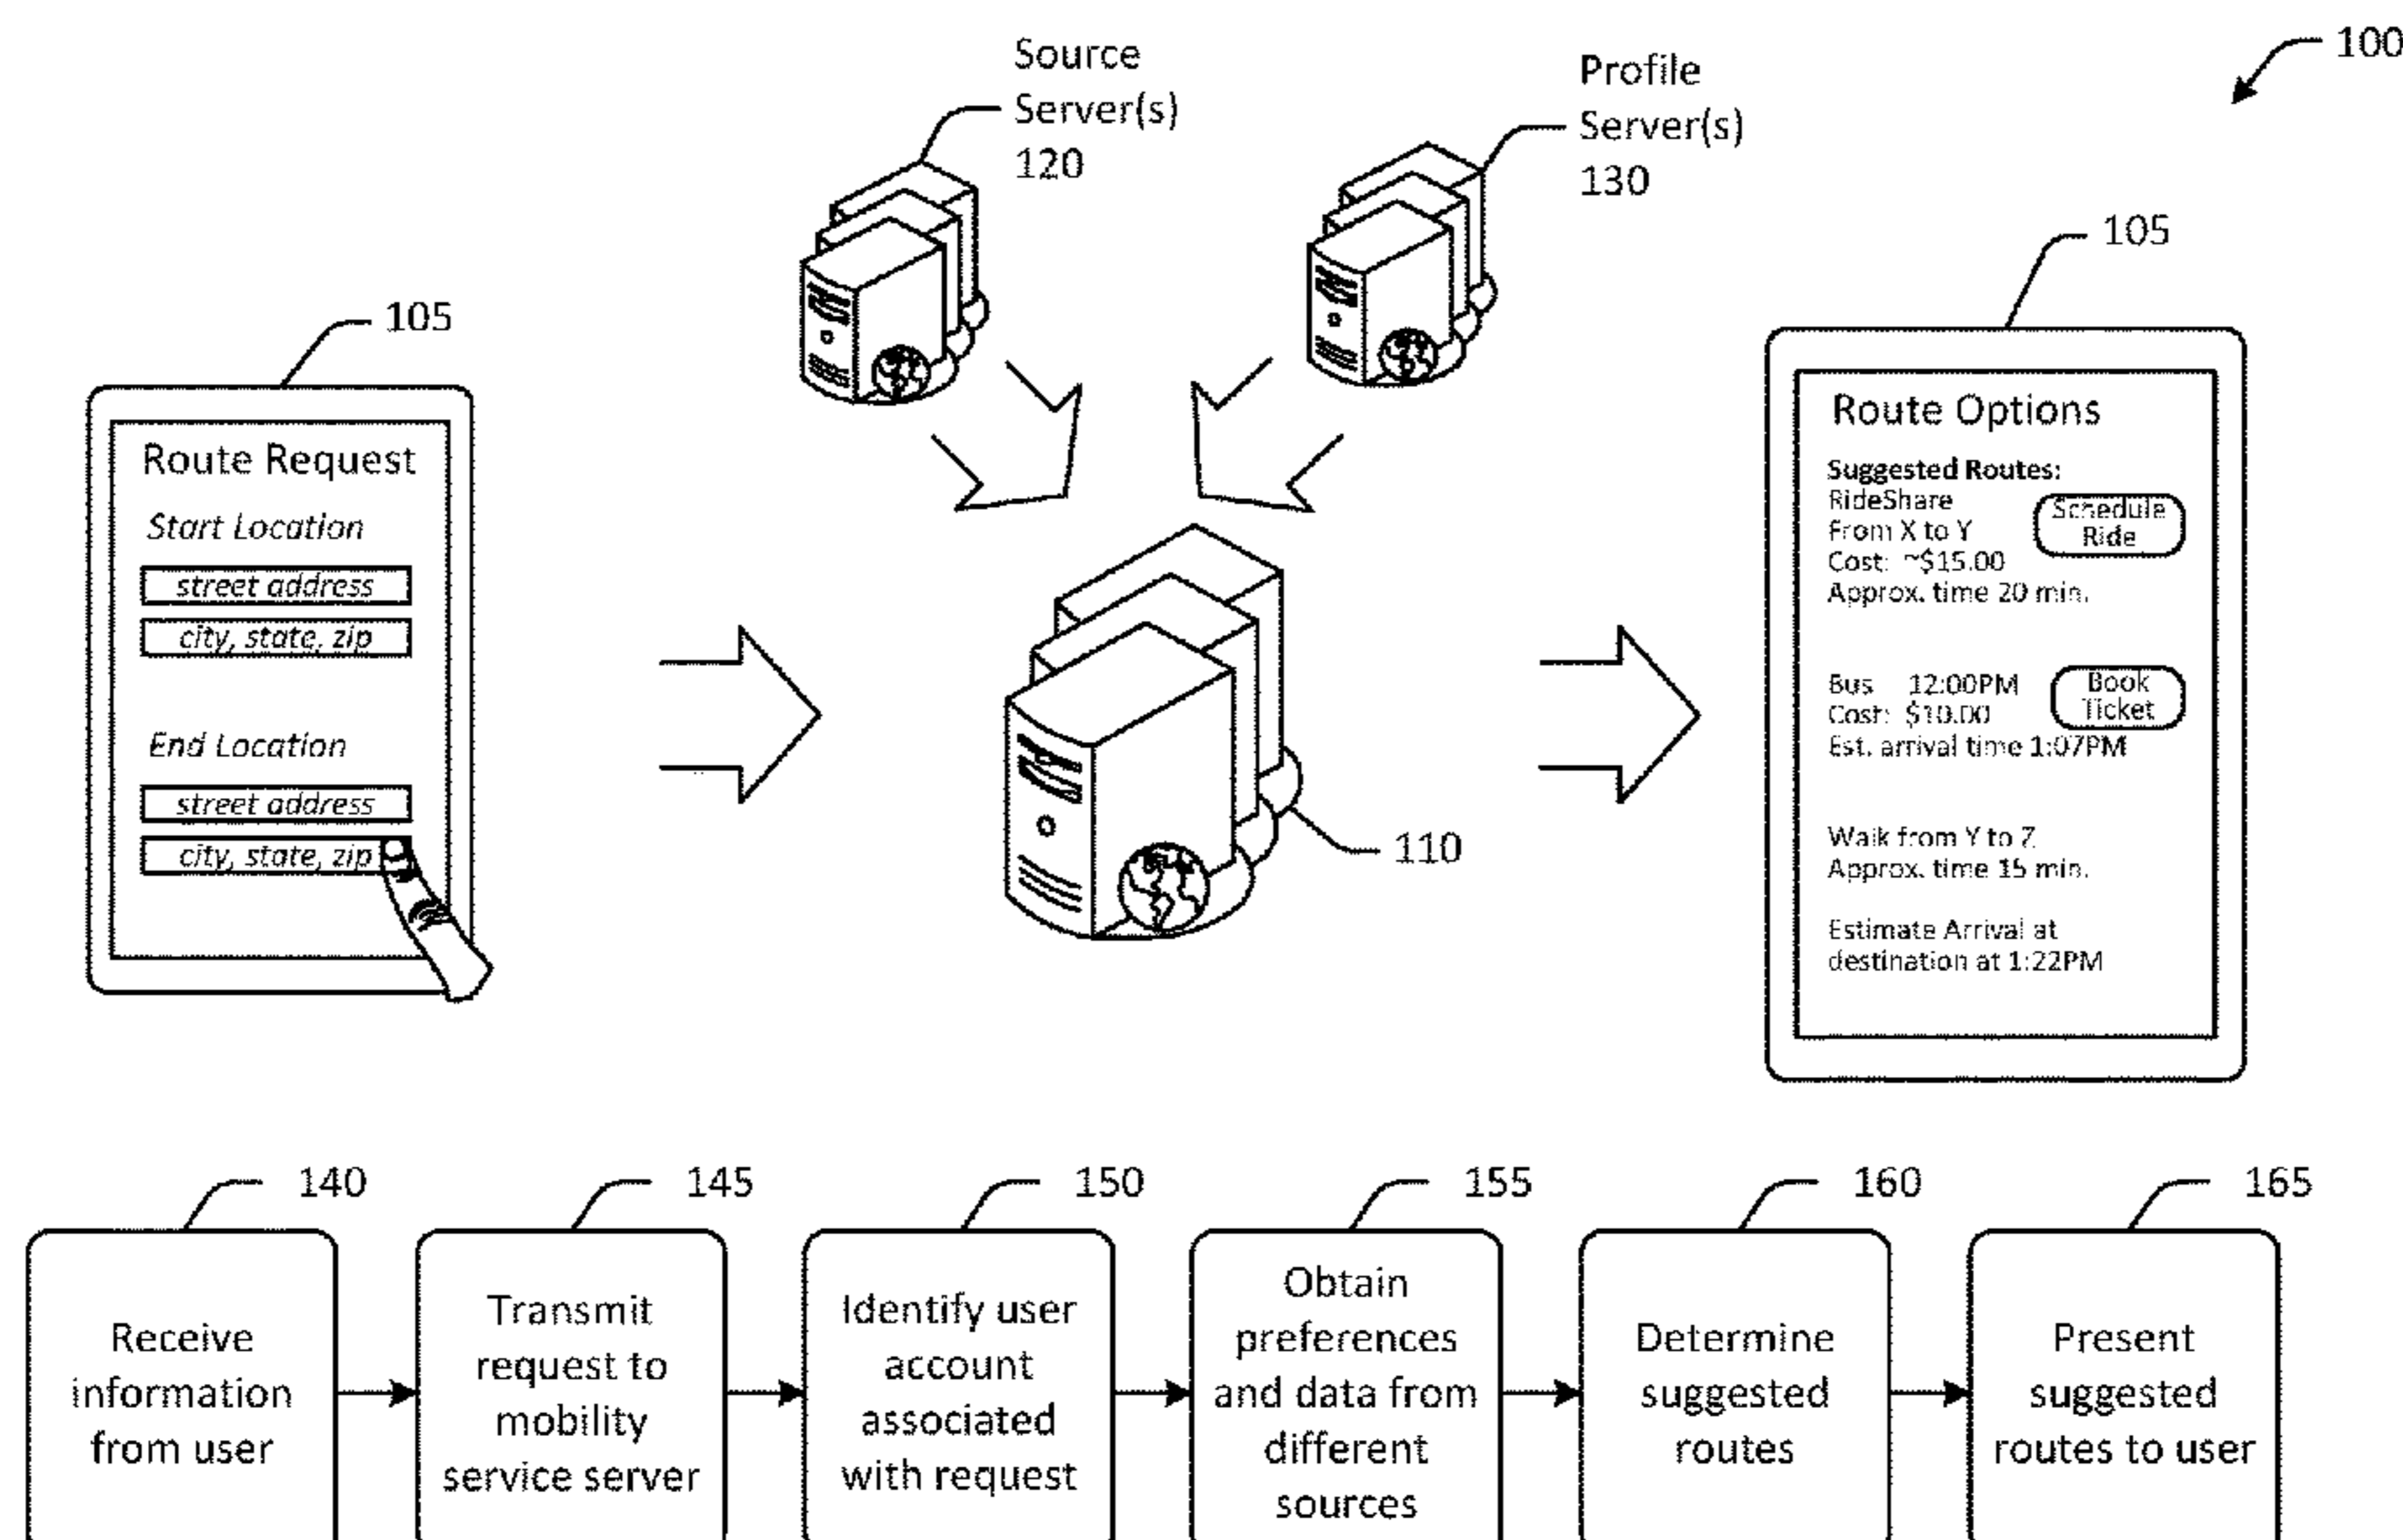 100
Source
Server(s)
120
Profile
Server(s)
130
105
Route Request
Start Location
street address
city, state, zip
End Location
street address
city, state, zip
110
105
Route Options
Suggested Routes:
RideShare
From X to Y
Cost: ~$15.00
Approx. time 20 min.
Schedule
Ride
Bus 12:00PM
Cost: $10.00
Est. arrival time 1:07PM
Book
Ticket
Walk from Y to Z
Approx. time 15 min.
Estimate Arrival at
destination at 1:22PM
140
Receive
information
from user
145
Transmit
request to
mobility
service server
150
Identify user
account
associated
with request
155
Obtain
preferences
and data from
different
sources
160
Determine
suggested
routes
165
Present
suggested
routes to user